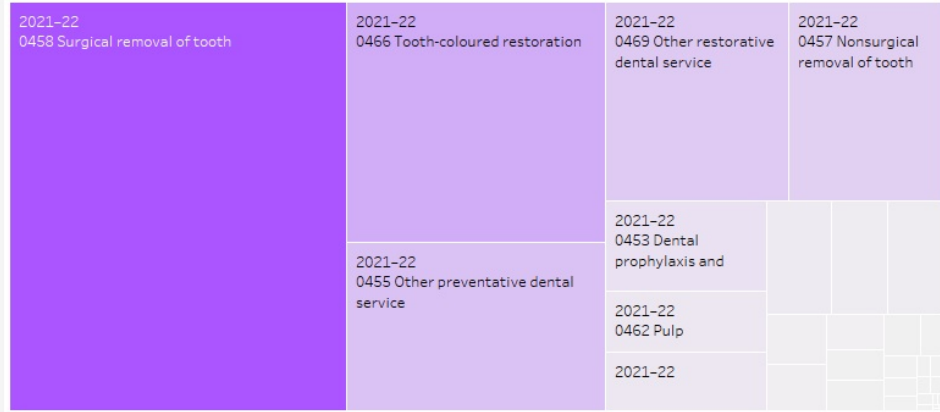 2021–22
0458 Surgical removal of tooth
2021–22
0466 Tooth-coloured restoration
2021–22
0455 Other preventative dental
service
2021–22
0469 Other restorative
dental service
2021–22
0457 Nonsurgical
removal of tooth
2021–22
0453 Dental
prophylaxis and
2021–22
0462 Pulp
2021–22